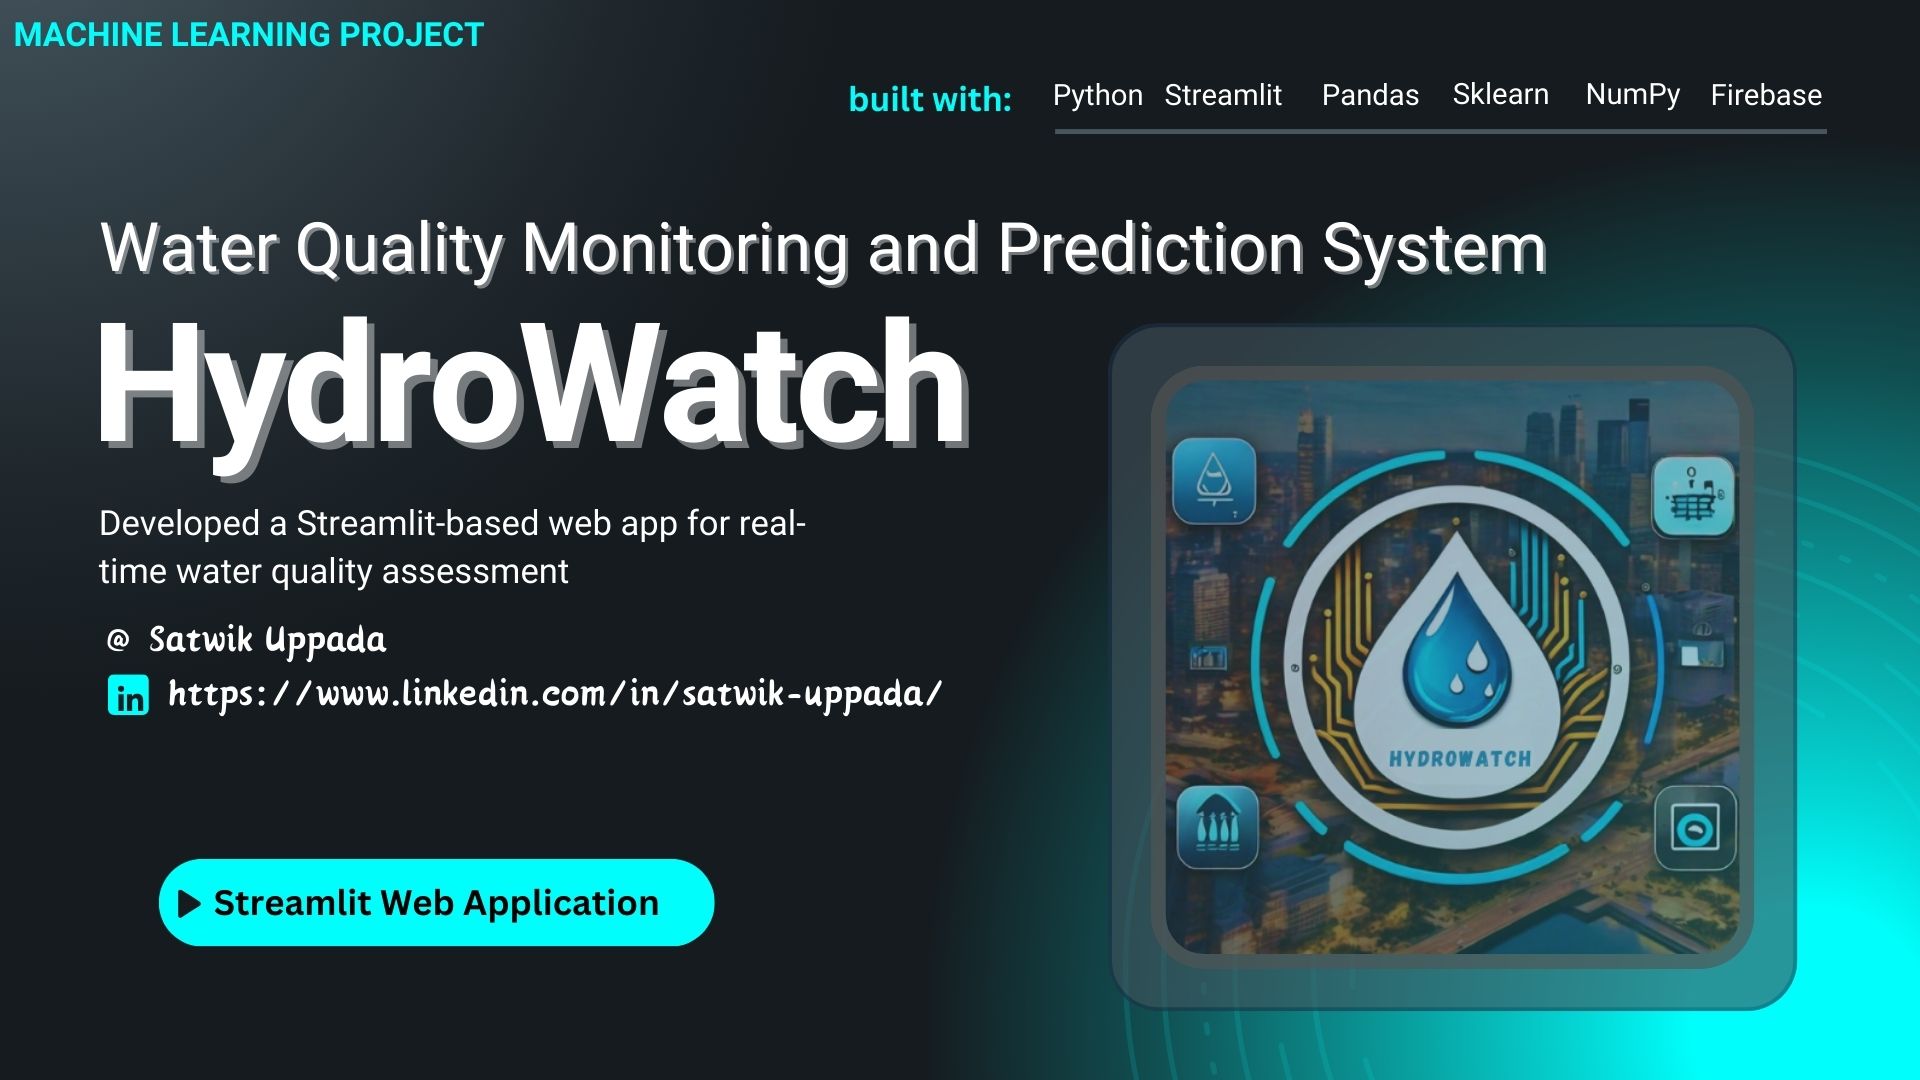 MACHINE LEARNING PROJECT
built with: Python Streamlit Pandas Sklearn NumPy Firebase
Water Quality Monitoring and Prediction System
HydroWatch
Developed a Streamlit-based web app for real-
time water quality assessment
@ Satwik Uppada
in https://www.linkedin.com/in/satwik-uppada/
HYDROWATCH
Streamlit Web Application